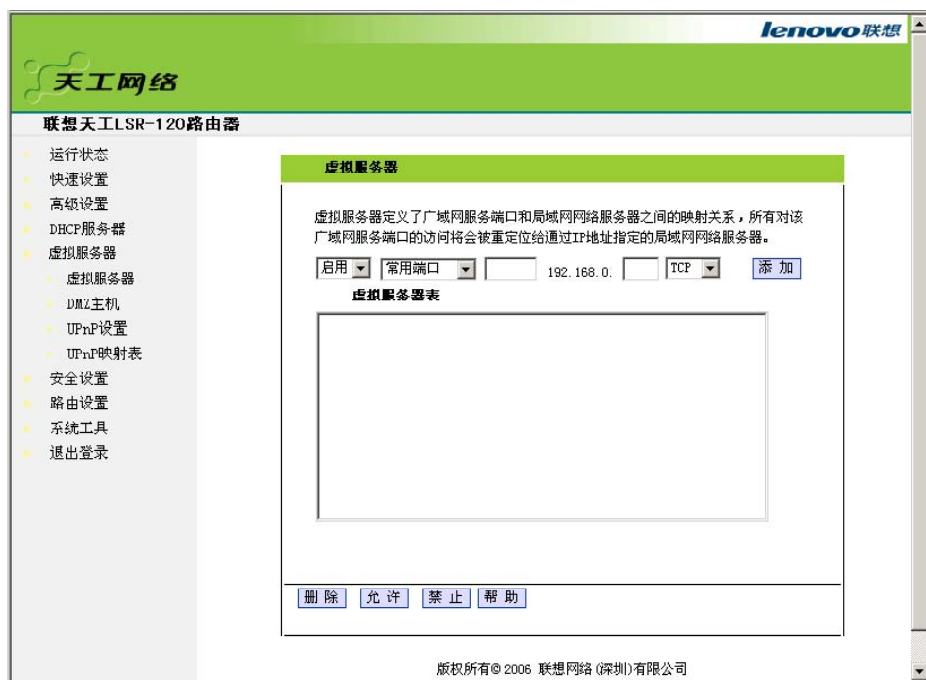 lenovo联想
天工网络
联想天工LSR-120路由器
运行状态
快速设置
高级设置
DHCP服务器
虚拟服务器
虚拟服务器
DMZ主机
UPnP设置
UPnP映射表
安全设置
路由设置
系统工具
退出登录
虚拟服务器
虚拟服务器定义了广域网服务端口和局域网网络服务器之间的映射关系，所有对该
广域网服务端口的访问将会被重定位给通过IP地址指定的局域网网络服务器。
启用 常用端口 192.168.0. TCP 添 加
虚拟服务器表
删 除 允 许 禁 止 帮 助
版权所有© 2006 联想网络(深圳)有限公司